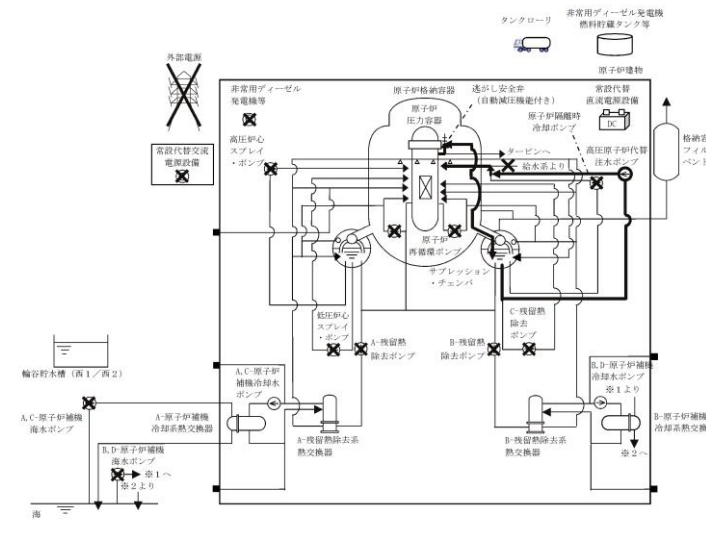 タンクローリ
非常用ディーゼル発電機
燃料貯蔵タンク等
外部電源
原子炉建物
非常用ディーゼル
発電機等
原子炉格納容器
原子炉
圧力容器
逃がし安全弁
(自動減圧機能付き)
常設代替
直流電源設備
DC
原子炉隔離時
冷却ポンプ
高圧炉心
スプレイ
・ポンプ
常設代替交流
電源設備
タービンへ
給水系より
高圧原子炉代替
注水ポンプ
格納容
フィル
ベント
原子炉
再循環ポンプ
サプレッション
・チェンバ
低圧炉心
スプレイ
・ポンプ
A-残留熱
除去ポンプ
B-残留熱
除去ポンプ
C-残留熱
除去
ポンプ
輪谷貯水槽(西1/西2)
A,C-原子炉
補機冷却水
ポンプ
B,D-原子炉補機
冷却水ポンプ
※1より
A,C-原子炉補機
海水ポンプ
A-原子炉補機
冷却系熱交換器
B-原子炉補機
冷却系熱交換
B,D-原子炉補機
海水ポンプ
※1へ
※2より
A-残留熱除去系
熱交換器
B-残留熱除去系
熱交換器
※2へ
海